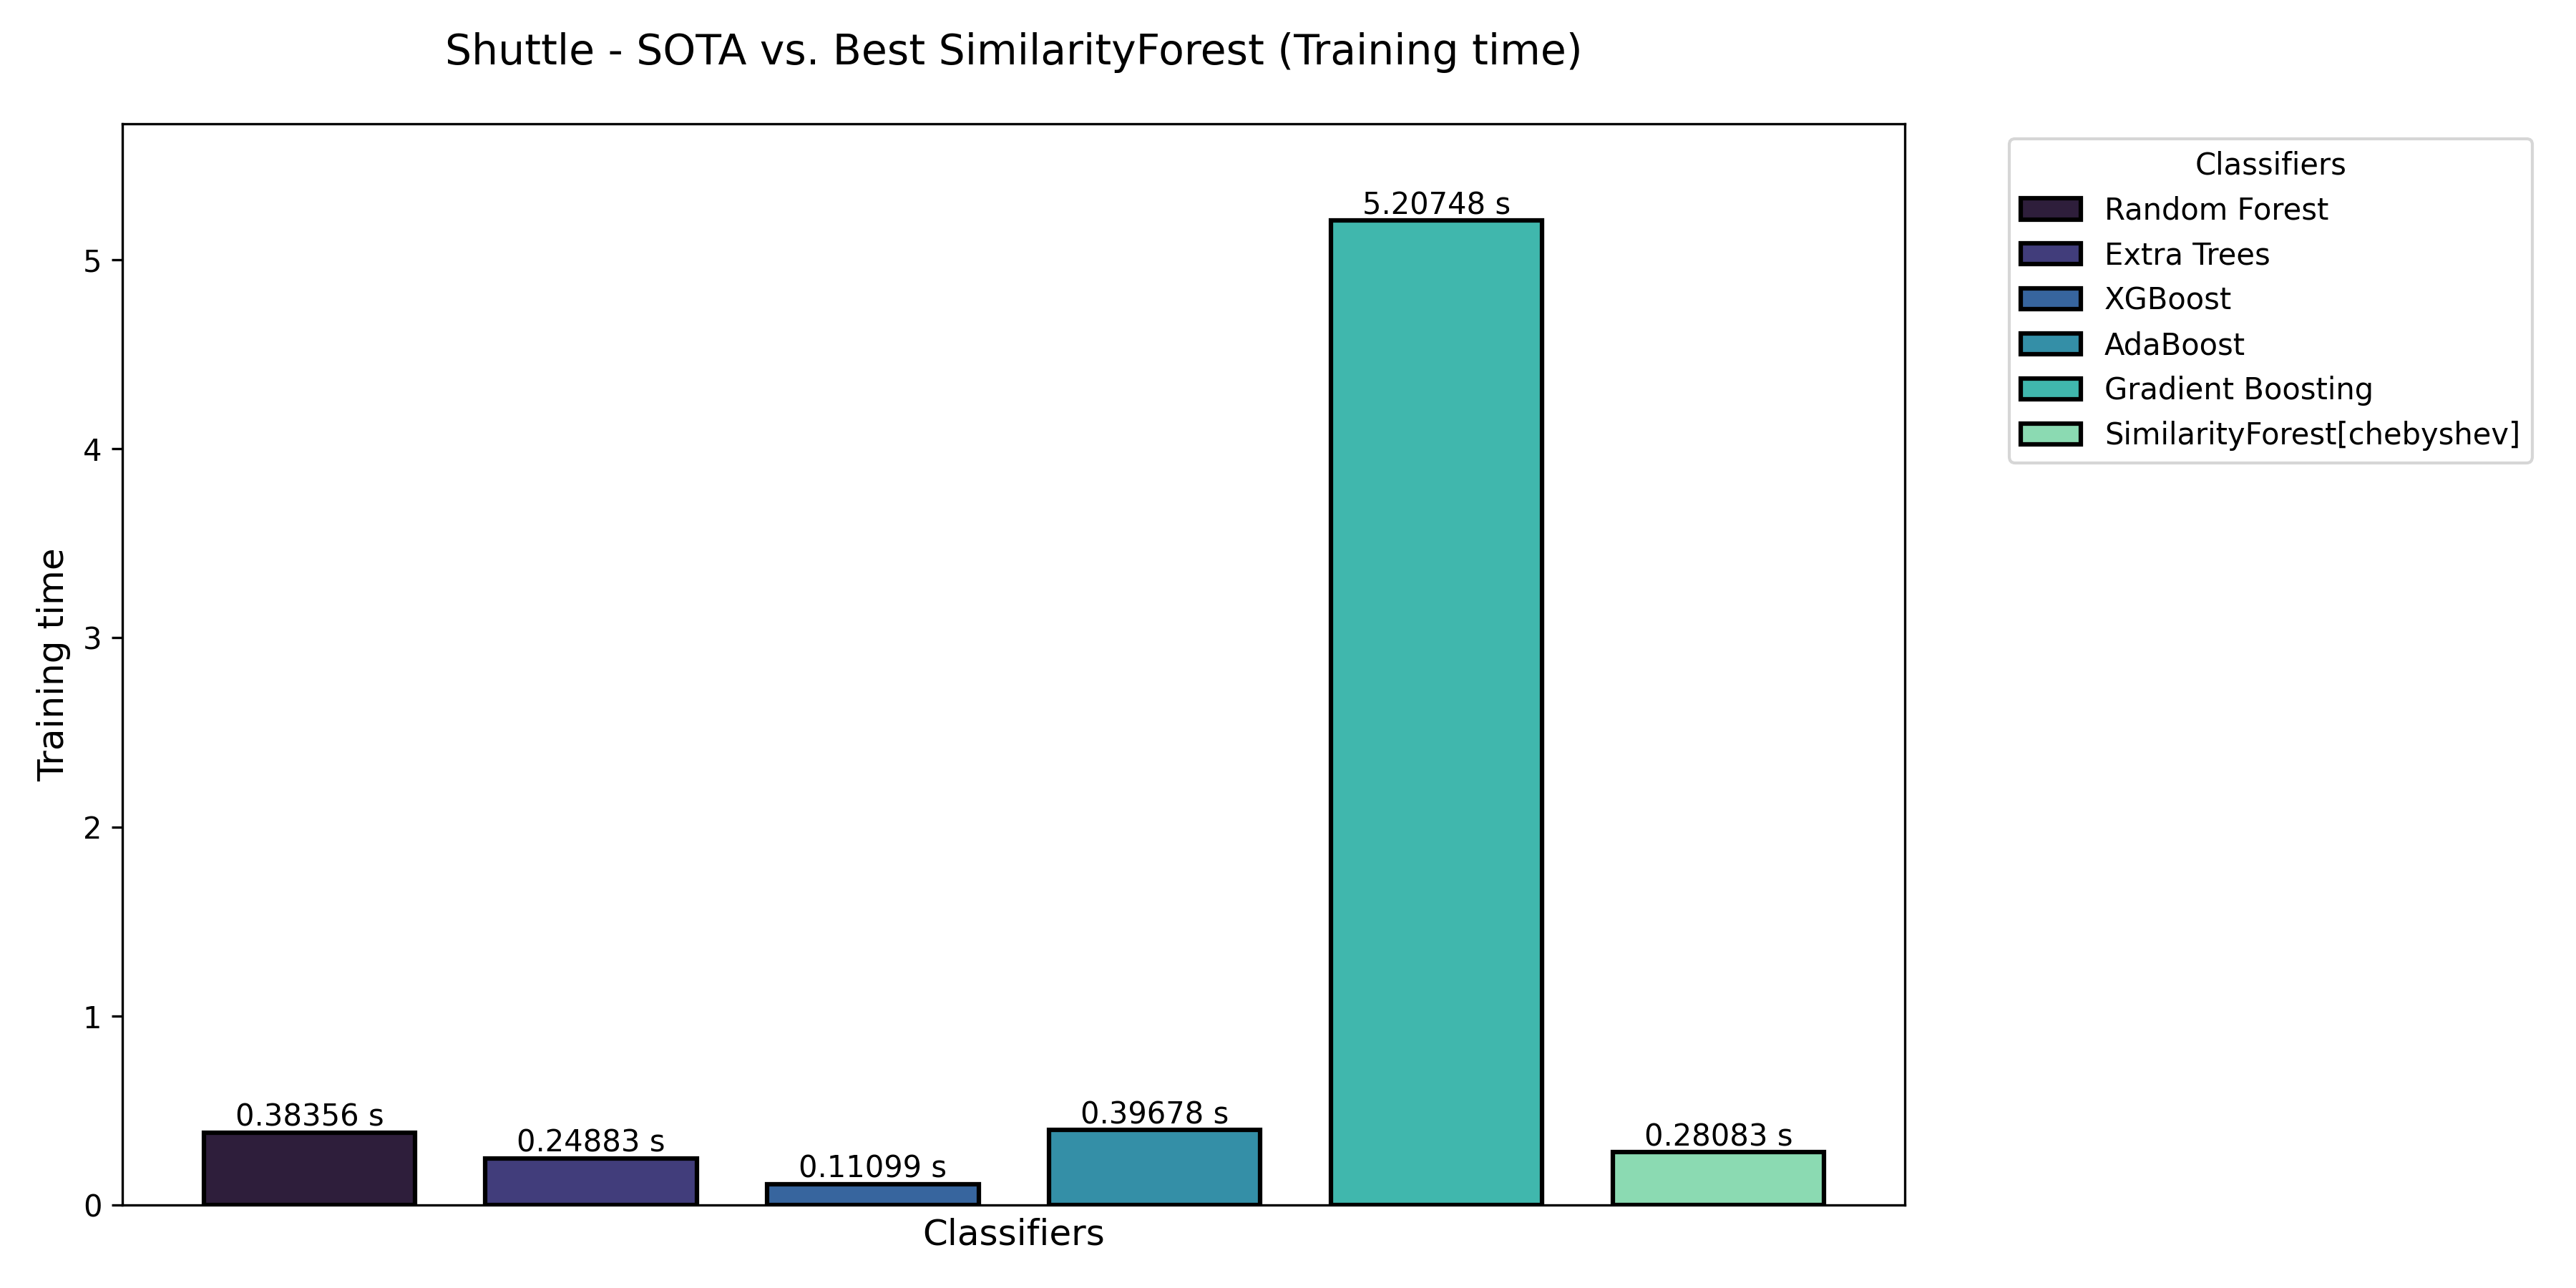 Shuttle - SOTA vs. Best SimilarityForest (Training time)
Training time
5
4
3
2
1
0
0.38356 s
0.24883 s
0.11099 s
0.39678 s
5.20748 s
0.28083 s
Classifiers
Classifiers
Random Forest
Extra Trees
XGBoost
AdaBoost
Gradient Boosting
SimilarityForest[chebyshev]